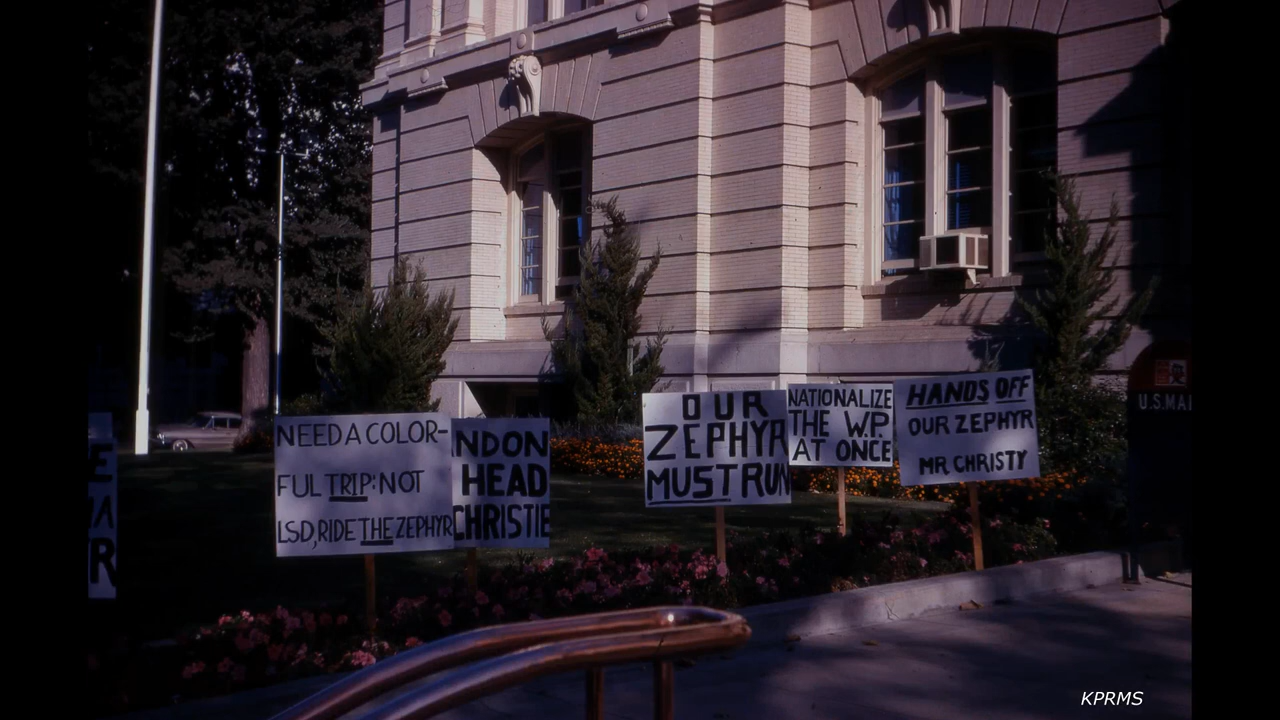 E
R
NEED A COLOR-
FUL TRIP: NOT
LSD, RIDE THE ZEPHYR
NDON
HEAD
CHRISTIE
OUR
ZEPHYR
MUST RUN
NATIONALIZE
THE W.P.
AT ONCE
HANDS OFF
OUR ZEPHYR
MR CHRISTY
U.S. MAI
KPRMS